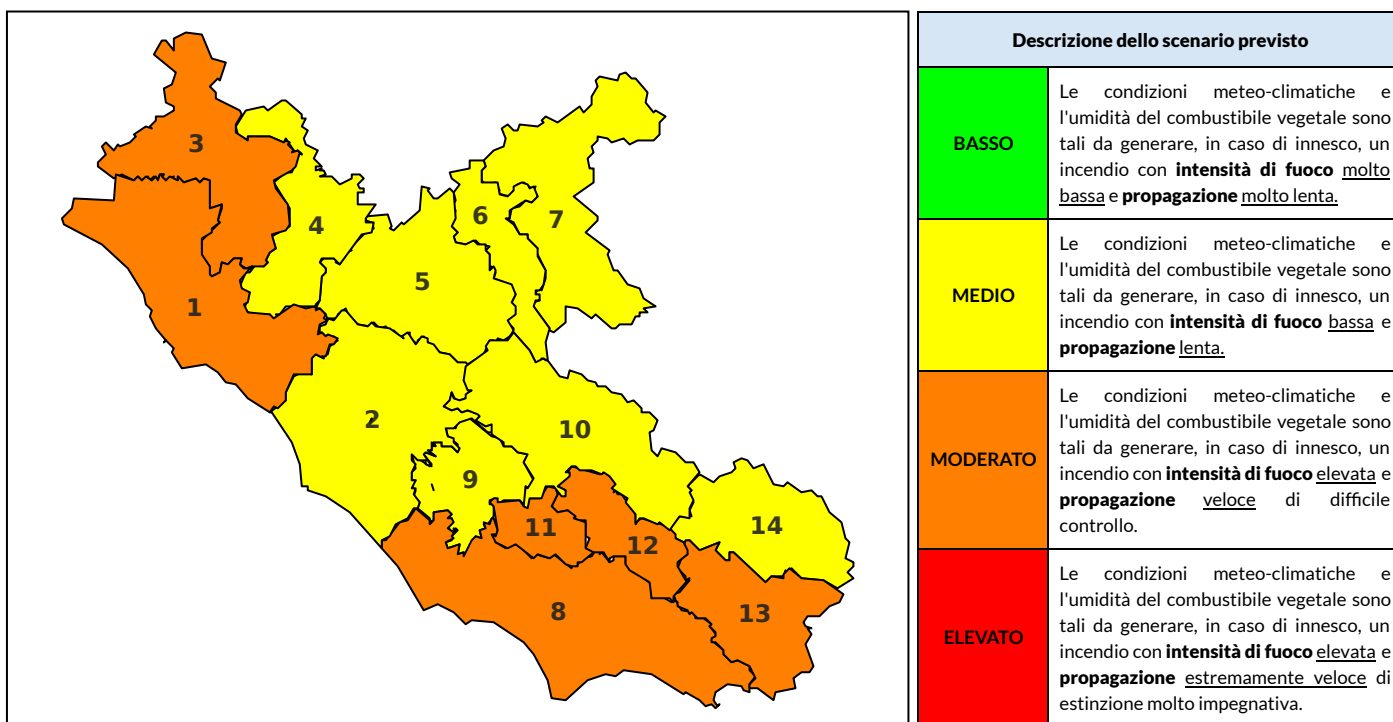 3
4
6
7
5
1
2
10
9
11
12
14
8
13
Descrizione dello scenario previsto
BASSO
Le condizioni meteo-climatiche e
l'umidità del combustibile vegetale sono
tali da generare, in caso di innesco, un
incendio con intensità di fuoco molto
bassa e propagazione molto lenta.
MEDIO
Le condizioni meteo-climatiche e
l'umidità del combustibile vegetale sono
tali da generare, in caso di innesco, un
incendio con intensità di fuoco bassa e
propagazione lenta.
MODERATO
Le condizioni meteo-climatiche e
l'umidità del combustibile vegetale sono
tali da generare, in caso di innesco, un
incendio con intensità di fuoco elevata e
propagazione veloce di difficile
controllo.
ELEVATO
Le condizioni meteo-climatiche e
l'umidità del combustibile vegetale sono
tali da generare, in caso di innesco, un
incendio con intensità di fuoco elevata e
propagazione estremamente veloce di
estinzione molto impegnativa.